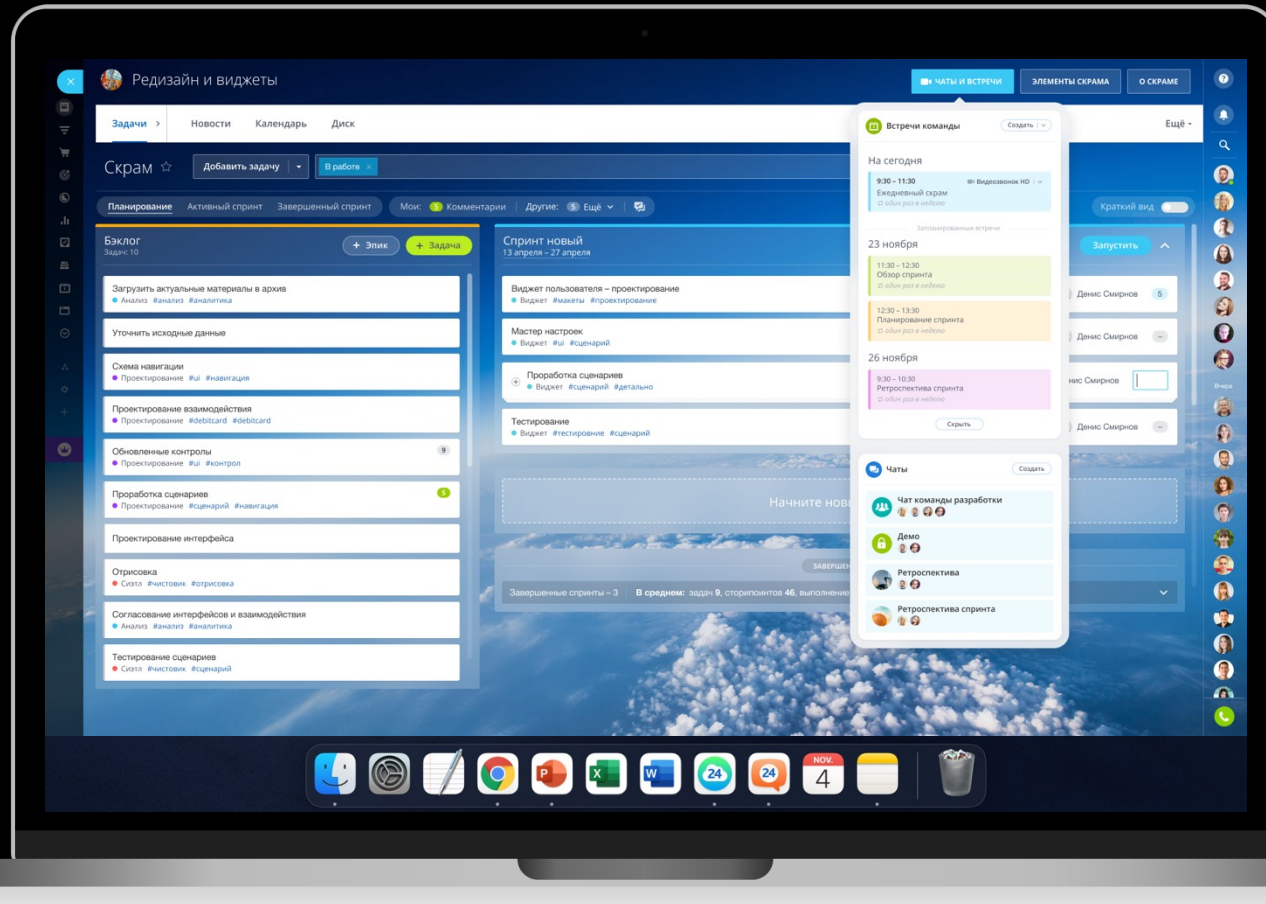 Редизайн и виджеты
ЧАТЫ И ВСТРЕЧИ
ЭЛЕМЕНТЫ СКРАМА
О СКРАМЕ
Задачи
Новости
Календарь
Диск
Ещё
Скрам
Добавить задачу
В работе ×
Планирование
Активный спринт
Завершенный спринт
Мои: 5 Комментарии
Другие: 5 Ещё
Краткий вид
Бэклог
Задач: 10
+ Эпик
+ Задача
Загрузить актуальные материалы в архив
Анализ #анализ #аналитика
Уточнить исходные данные
Схема навигации
Проектирование #ui #навигация
Проектирование взаимодействия
Проектирование #debitcard #debitcard
Обновленные контролы
9
Проектирование #ui #контрол
Проработка сценариев
5
Проектирование #сценарий #навигация
Проектирование интерфейса
Отрисовка
Сиэтл #чистовик #отрисовка
Согласование интерфейсов и взаимодействия
Анализ #анализ #аналитика
Тестирование сценариев
Сиэтл #чистовик #сценарий
Спринт новый
13 апреля – 27 апреля
Запустить
Виджет пользователя – проектирование
Виджет #макеты #проектирование
Денис Смирнов 5
Мастер настроек
Виджет #ui #сценарий
Денис Смирнов –
Проработка сценариев
Виджет #сценарий #детально
нис Смирнов
Тестирование
Виджет #тестировние #сценарий
Денис Смирнов –
Начните новы
ЗАВЕРШЕН
Завершенные спринты – 3
В среднем: задач 9, сторипоинтов 46, выполнение
Встречи команды
Создать
На сегодня
9:30 – 11:30
Видеозвонок HD
Ежедневный скрам
один раз в неделю
Запланированные встречи
23 ноября
11:30 – 12:30
Обзор спринта
один раз в неделю
12:30 – 13:30
Планирование спринта
один раз в неделю
26 ноября
9:30 – 10:30
Ретроспектива спринта
один раз в неделю
Скрыть
Чаты
Создать
Чат команды разработки
Демо
Ретроспектива
Ретроспектива спринта
?
Вчера
P
X
W
24
24
NOV.
4